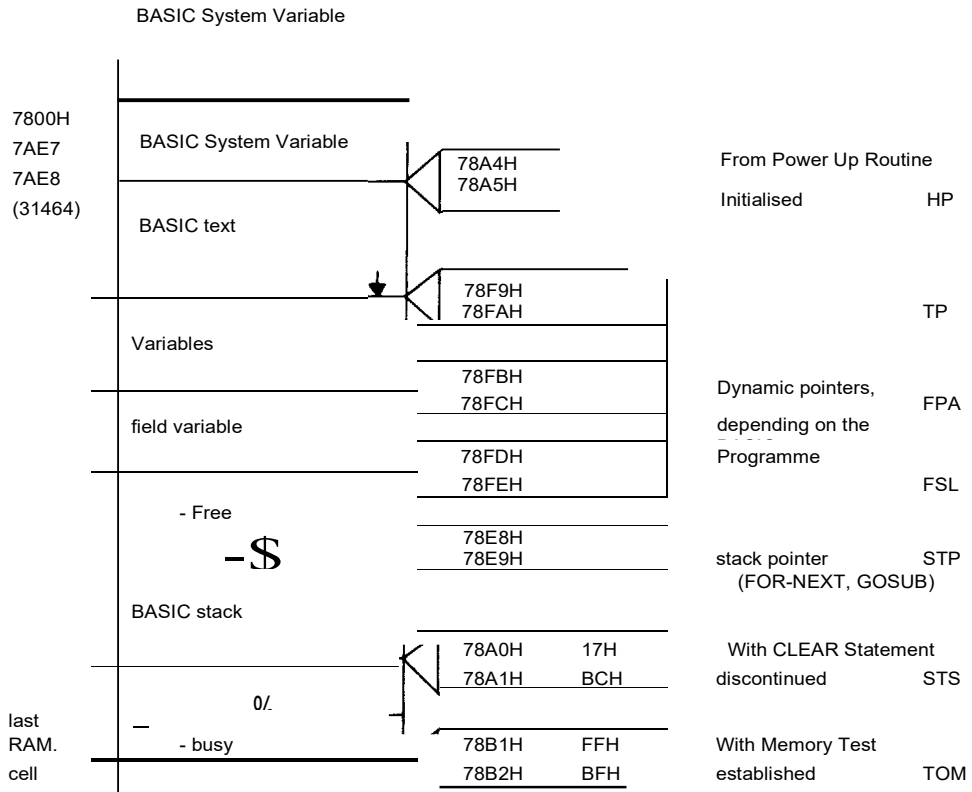 BASIC System Variable
7800H
7AE7
7AE8
(31464)
BASIC System Variable
BASIC text
78A4H
78A5H
From Power Up Routine
Initialised HP
78F9H
78FAH
TP
Variables
78FBH
78FCH
Dynamic pointers,
depending on the
Programme
FPA
field variable
78FDH
78FEH
FSL
- Free
-$
78E8H
78E9H
stack pointer STP
(FOR-NEXT, GOSUB)
BASIC stack
78A0H 17H
78A1H BCH
With CLEAR Statement
discontinued STS
0/.
last
RAM.
cell
- busy
78B1H FFH
78B2H BFH
With Memory Test
established TOM